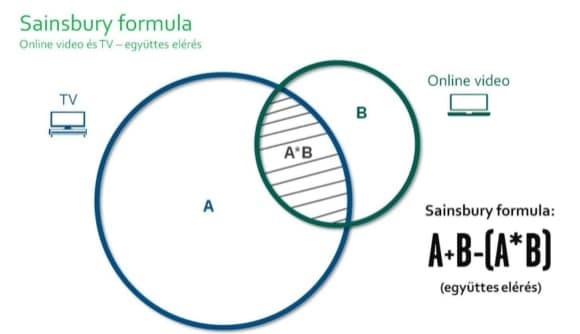 Sainsbury formula
Online video és TV – együttes elérés
TV
Online video
B
A*B
A
Sainsbury formula:
A+B-(A*B)
(együttes elérés)